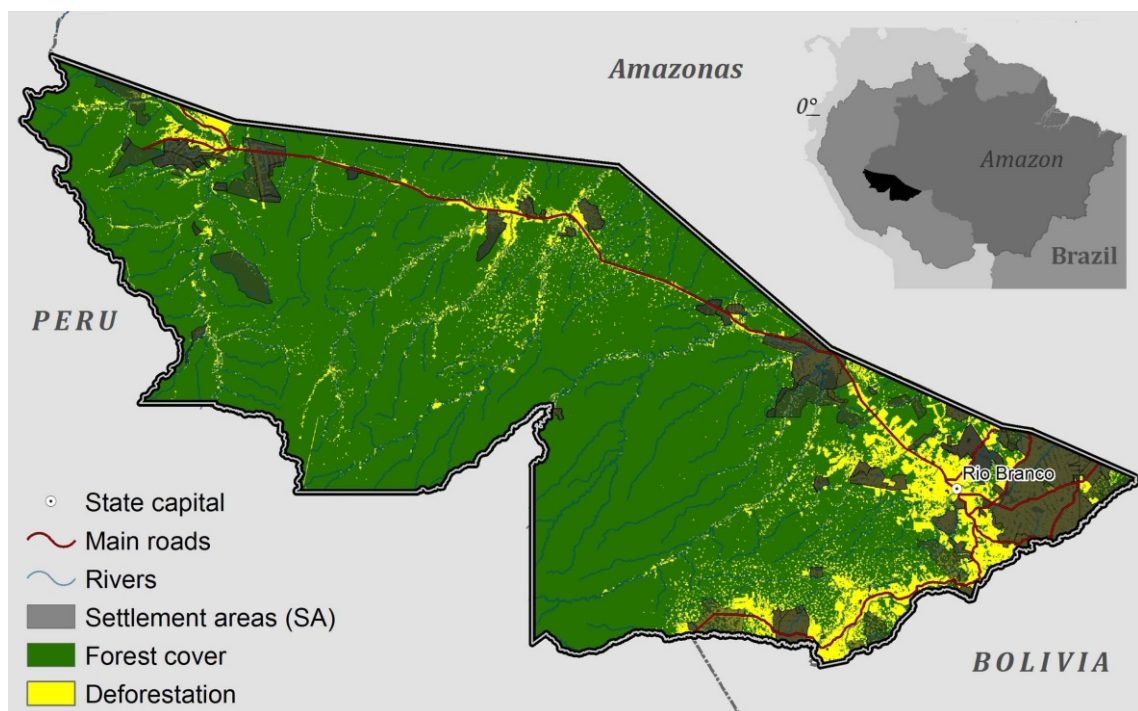 Amazonas
0°
Amazon
Brazil
PERU
Rio Branco
State capital
Main roads
Rivers
Settlement areas (SA)
Forest cover
Deforestation
BOLIVIA